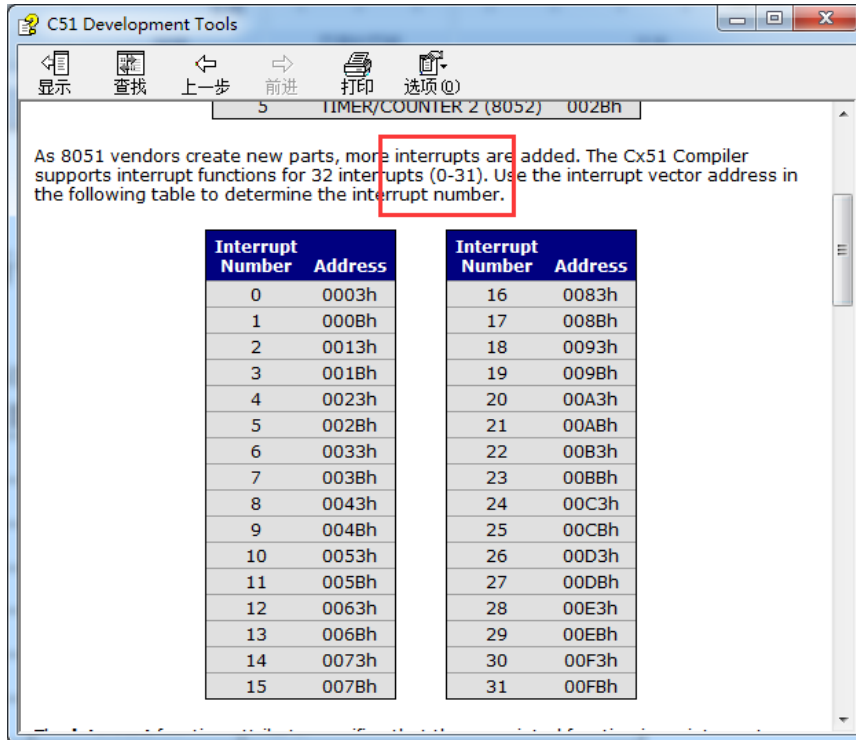 C51 Development Tools
显示 查找 上一步 前进 打印 选项(O)
5 TIMER/COUNTER 2 (8052) 002Bh
As 8051 vendors create new parts, more interrupts are added. The Cx51 Compiler
supports interrupt functions for 32 interrupts (0-31). Use the interrupt vector address in
the following table to determine the interrupt number.
Interrupt Interrupt
Number Address Number Address
0 0003h 16 0083h
1 000Bh 17 008Bh
2 0013h 18 0093h
3 001Bh 19 009Bh
4 0023h 20 00A3h
5 002Bh 21 00ABh
6 0033h 22 00B3h
7 003Bh 23 00BBh
8 0043h 24 00C3h
9 004Bh 25 00CBh
10 0053h 26 00D3h
11 005Bh 27 00DBh
12 0063h 28 00E3h
13 006Bh 29 00EBh
14 0073h 30 00F3h
15 007Bh 31 00FBh